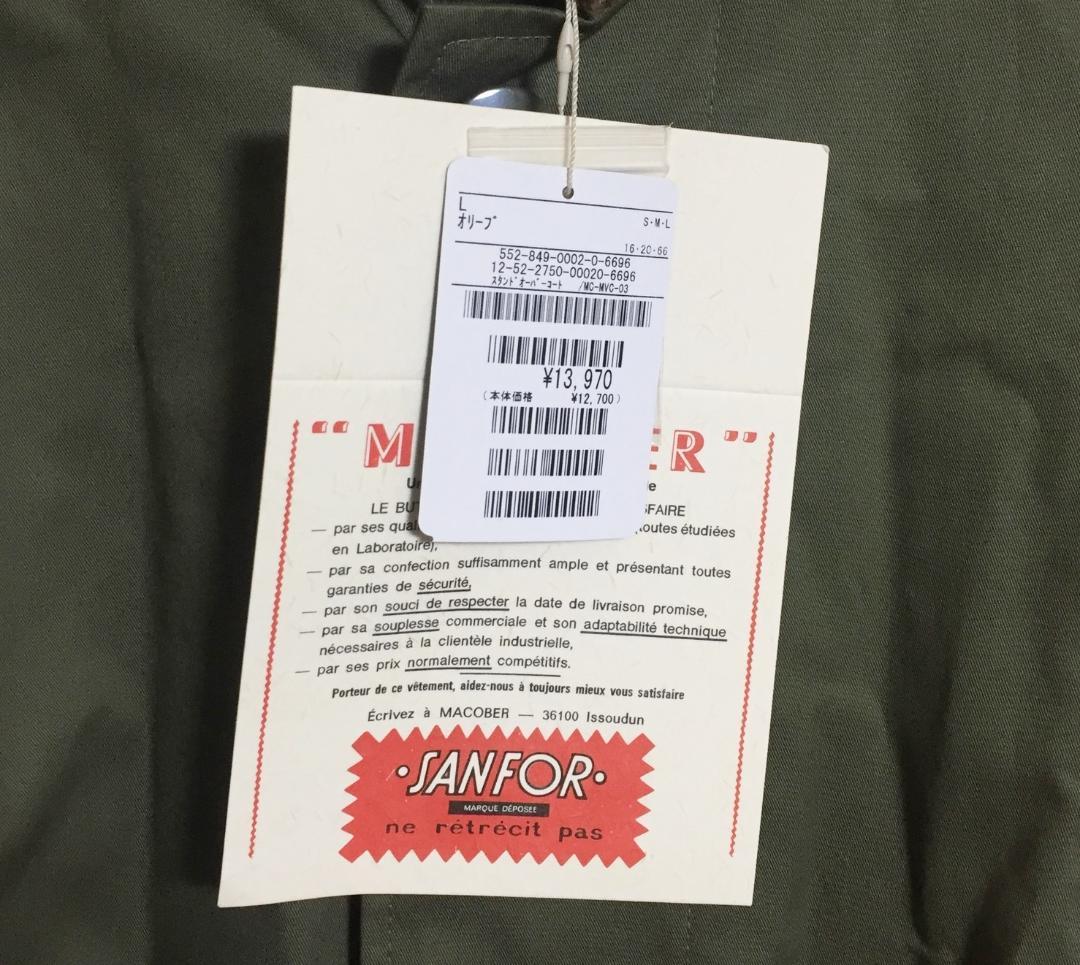 L
オリーブ
S・M・L
16・20・66
552-849-0002-0-6696
12-52-2750-00020-6696
スタンドオーバーコート /MC-MVC-03
¥13,970
(本体価格 ¥12,700)
“ M ER ”
LE BUT SFAIRE
— par ses toutes étudiées
en Laboratoire),
— par sa confection suffisamment ample et présentant toutes
garanties de sécurité,
— par son souci de respecter la date de livraison promise,
— par sa souplesse commerciale et son adaptabilité technique
nécessaires à la clientèle industrielle,
— par ses prix normalement compétitifs.
Porteur de ce vêtement, aidez-nous à toujours mieux vous satisfaire
Écrivez à MACOBER — 36100 Issoudun
•SANFOR•
MARQUE DÉPOSÉE
ne rétrécit pas